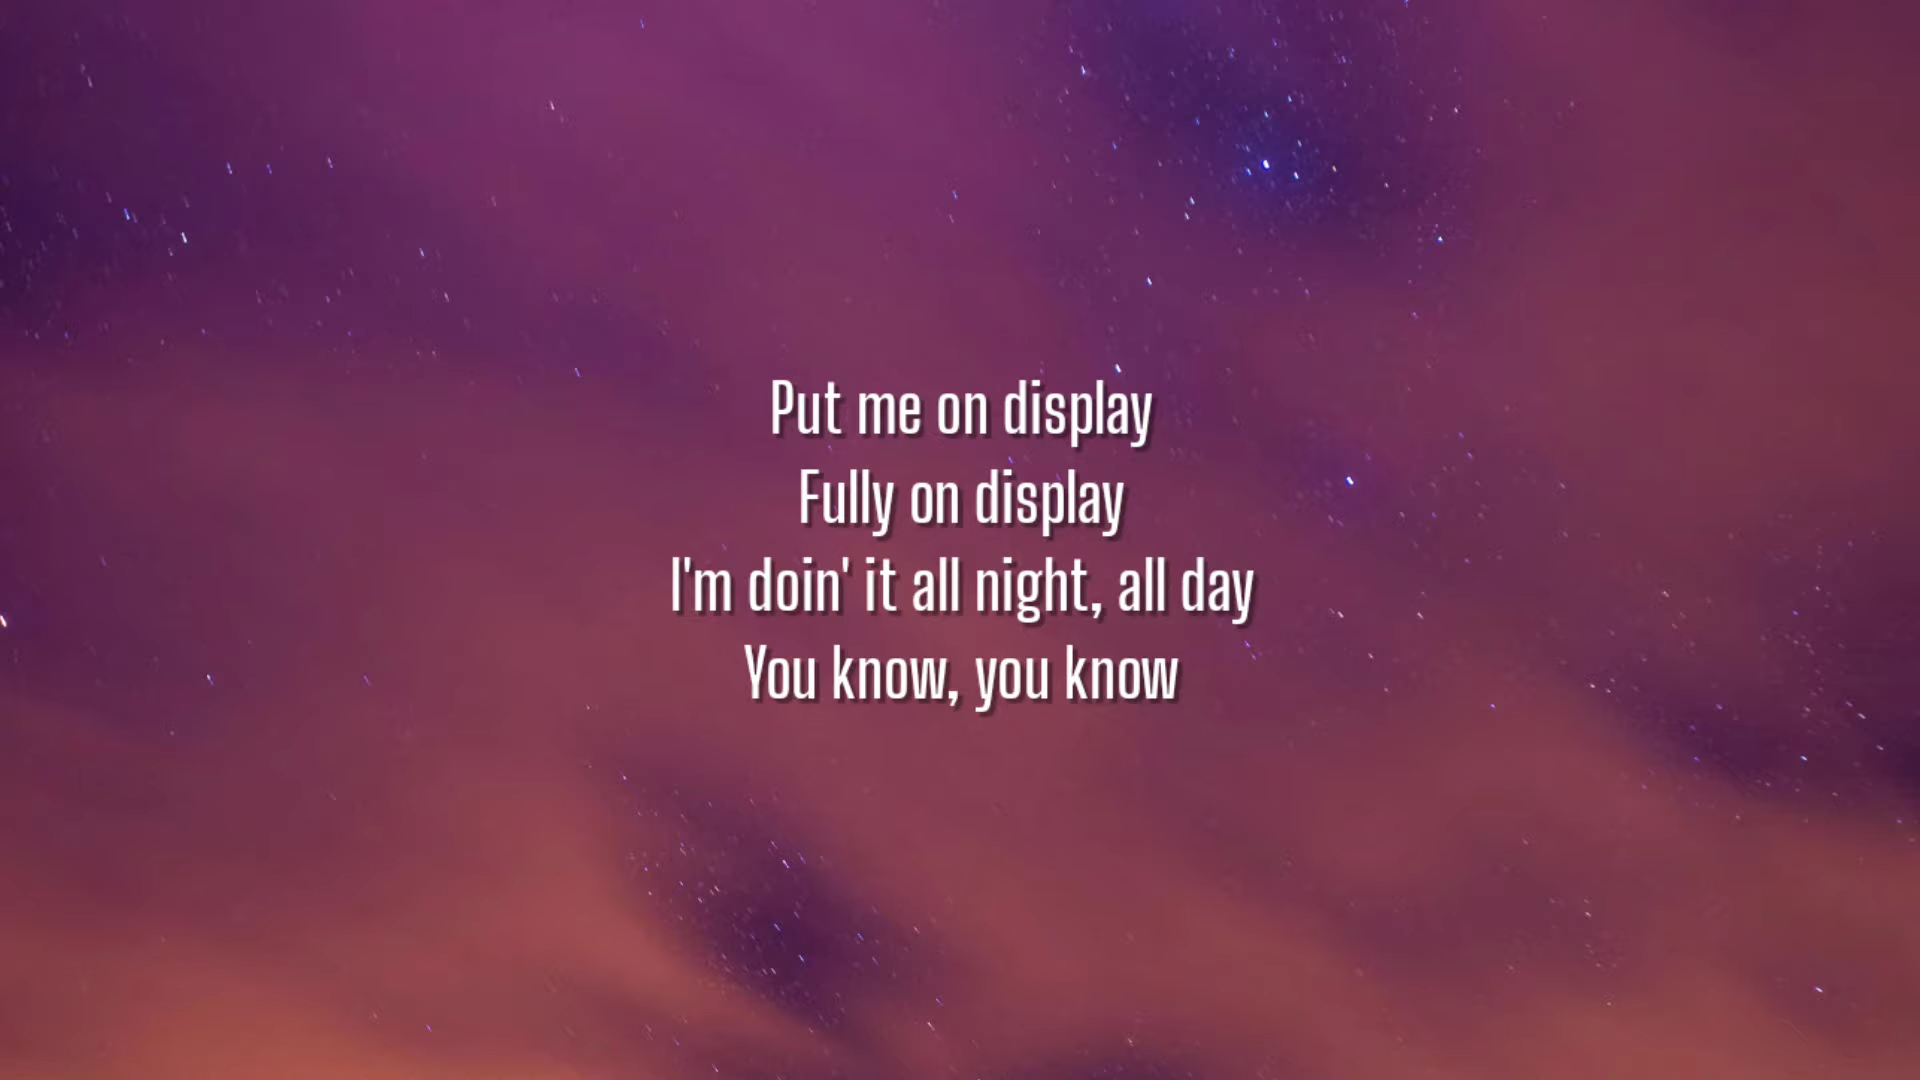 Put me on display
Fully on display
I'm doin' it all night, all day
You know, you know